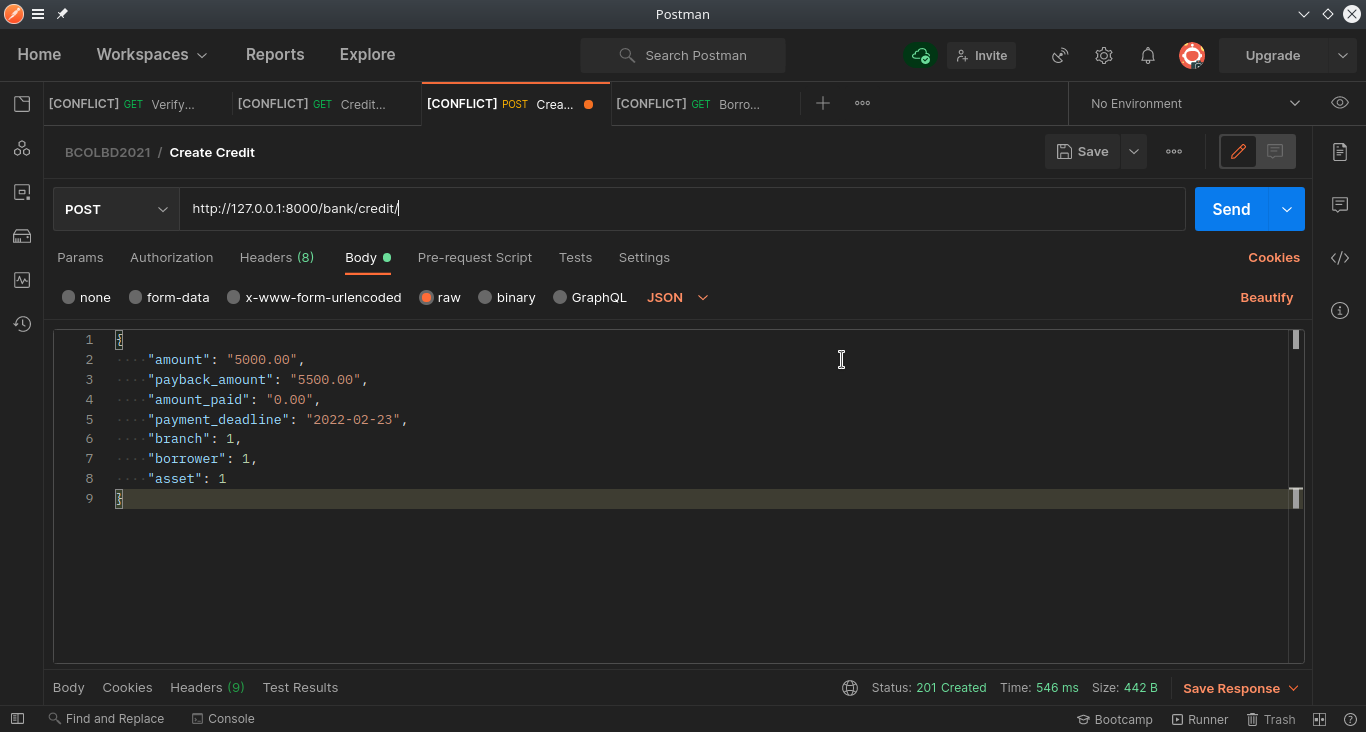 Postman
Home Workspaces Reports Explore Search Postman Invite Upgrade
[CONFLICT] GET Verify... [CONFLICT] GET Credit... [CONFLICT] POST Crea... [CONFLICT] GET Borro... No Environment
BCOLBD2021 / Create Credit Save
POST http://127.0.0.1:8000/bank/credit/ Send
Params Authorization Headers (8) Body Pre-request Script Tests Settings Cookies
none form-data x-www-form-urlencoded raw binary GraphQL JSON Beautify
1 {
2 "amount": "5000.00",
3 "payback_amount": "5500.00",
4 "amount_paid": "0.00",
5 "payment_deadline": "2022-02-23",
6 "branch": 1,
7 "borrower": 1,
8 "asset": 1
9 }
Body Cookies Headers (9) Test Results Status: 201 Created Time: 546 ms Size: 442 B Save Response
Find and Replace Console Bootcamp Runner Trash